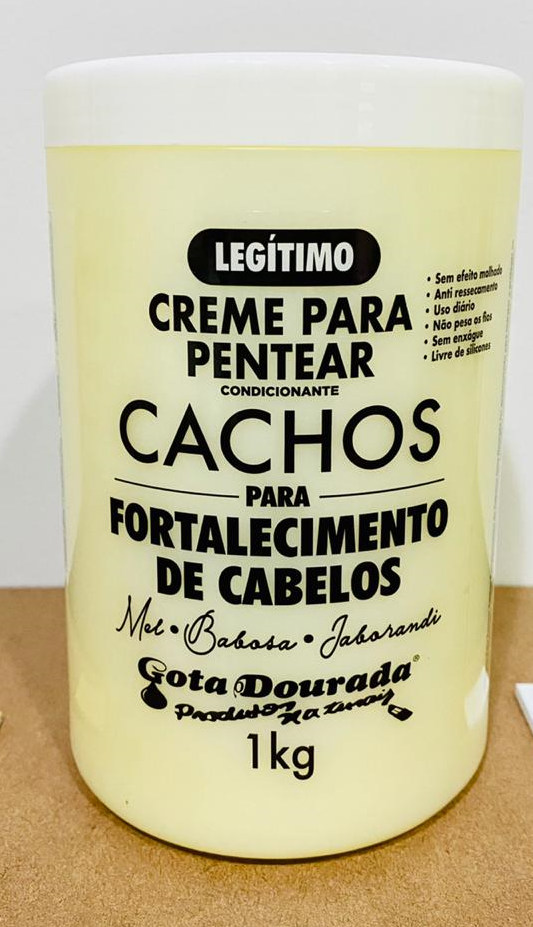 LEGÍTIMO
CREME PARA
PENTEAR
CONDICIONANTE
CACHOS
PARA
FORTALECIMENTO
DE CABELOS
Mel • Babosa • Jaborandi
Gota Dourada®
Produtos Naturais
1kg
• Sem efeito molhado
• Anti ressecamento
• Uso diário
• Não pesa os fios
• Sem enxágue
• Livre de silicones